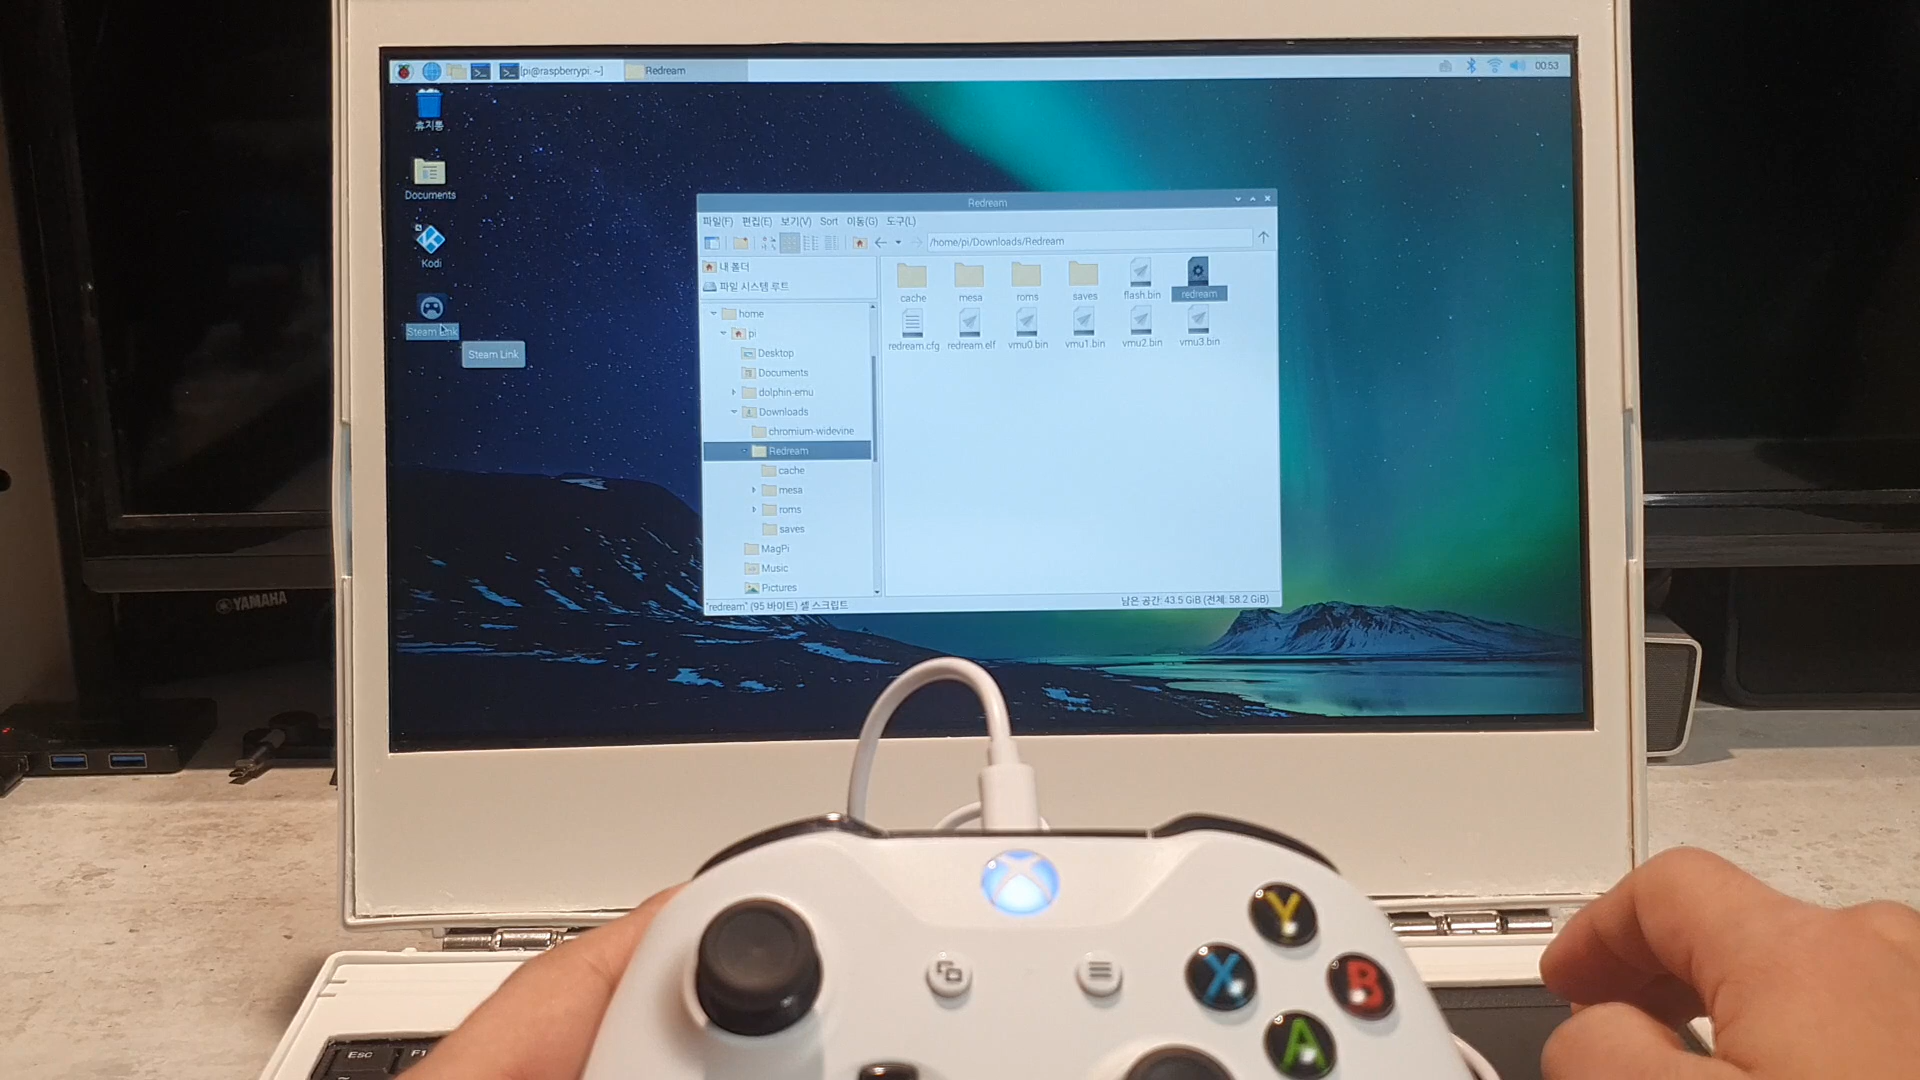 [pi@raspberrypi: ~]
Redream
00:53
휴지통
Documents
Kodi
Steam Link
Steam Link
Redream
파일(F) 편집(E) 보기(V) Sort 이동(G) 도구(L)
/home/pi/Downloads/Redream
내 폴더
파일 시스템 루트
home
pi
Desktop
Documents
dolphin-emu
Downloads
chromium-widevine
Redream
cache
mesa
roms
saves
MagPi
Music
Pictures
cache
mesa
roms
saves
flash.bin
redream
redream.cfg
redream.elf
vmu0.bin
vmu1.bin
vmu2.bin
vmu3.bin
"redream" (95 바이트) 셸 스크립트
남은 공간: 43.5 GiB (전체: 58.2 GiB)
YAMAHA
Y
X
B
A
Esc
F1
~